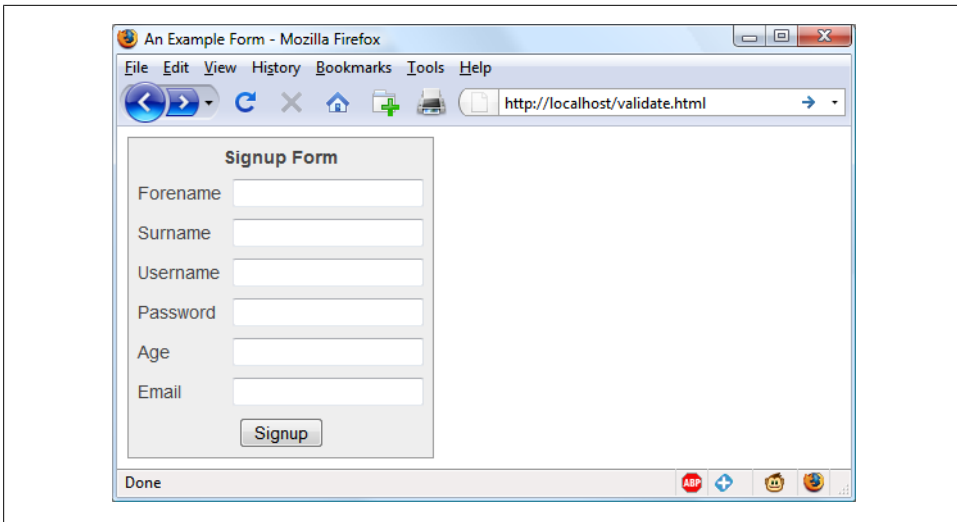 An Example Form - Mozilla Firefox
File Edit View History Bookmarks Tools Help
http://localhost/validate.html
Signup Form
Forename
Surname
Username
Password
Age
Email
Signup
Done
ABP